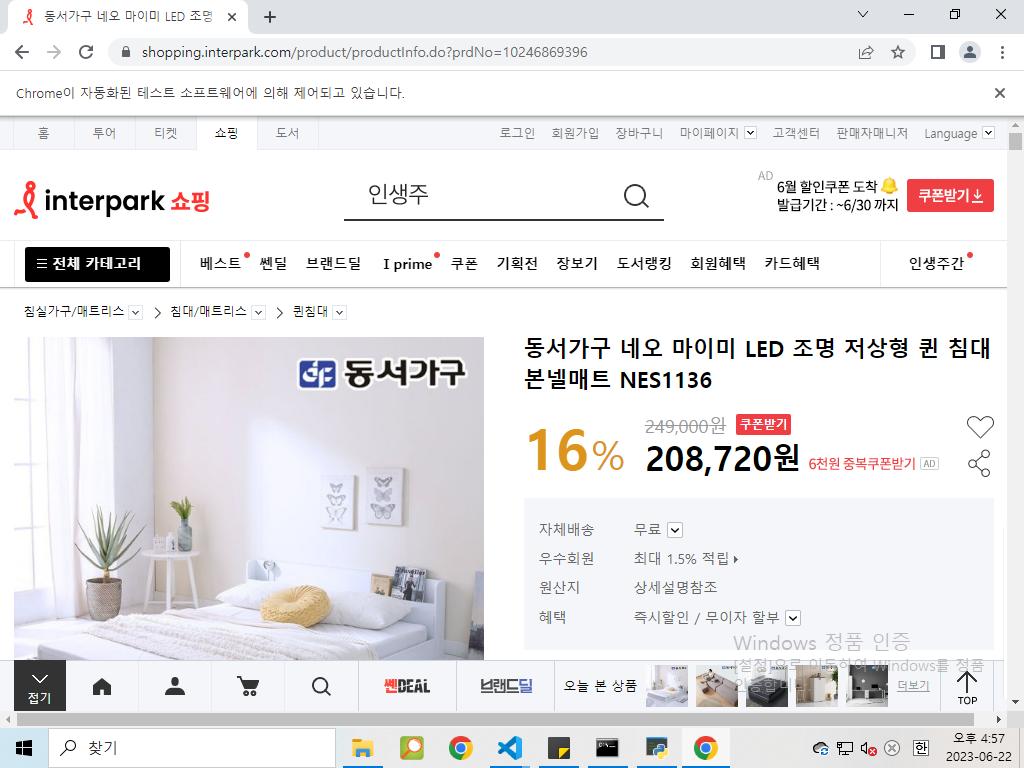 동서가구 네오 마이미 LED 조명
shopping.interpark.com/product/productInfo.do?prdNo=10246869396
Chrome이 자동화된 테스트 소프트웨어에 의해 제어되고 있습니다.
홈 투어 티켓 쇼핑 도서 로그인 회원가입 장바구니 마이페이지 고객센터 판매자매니저 Language
interpark 쇼핑
인생주
AD
6월 할인쿠폰 도착
발급기간 : ~6/30 까지
쿠폰받기
전체 카테고리 베스트 쎈딜 브랜드딜 I prime 쿠폰 기획전 장보기 도서랭킹 회원혜택 카드혜택 인생주간
침실가구/매트리스 침대/매트리스 퀸침대
동서가구
동서가구 네오 마이미 LED 조명 저상형 퀸 침대
본넬매트 NES1136
16%
249,000원 쿠폰받기
208,720원 6천원 중복쿠폰받기 AD
자체배송 무료
우수회원 최대 1.5% 적립
원산지 상세설명참조
혜택 즉시할인 / 무이자 할부
Windows 정품 인증
[설정]으로 이동하여 Windows를 정품
인증합니다.
접기
쎈DEAL
브랜드딜
오늘 본 상품
더보기
TOP
찾기
한
오후 4:57
2023-06-22